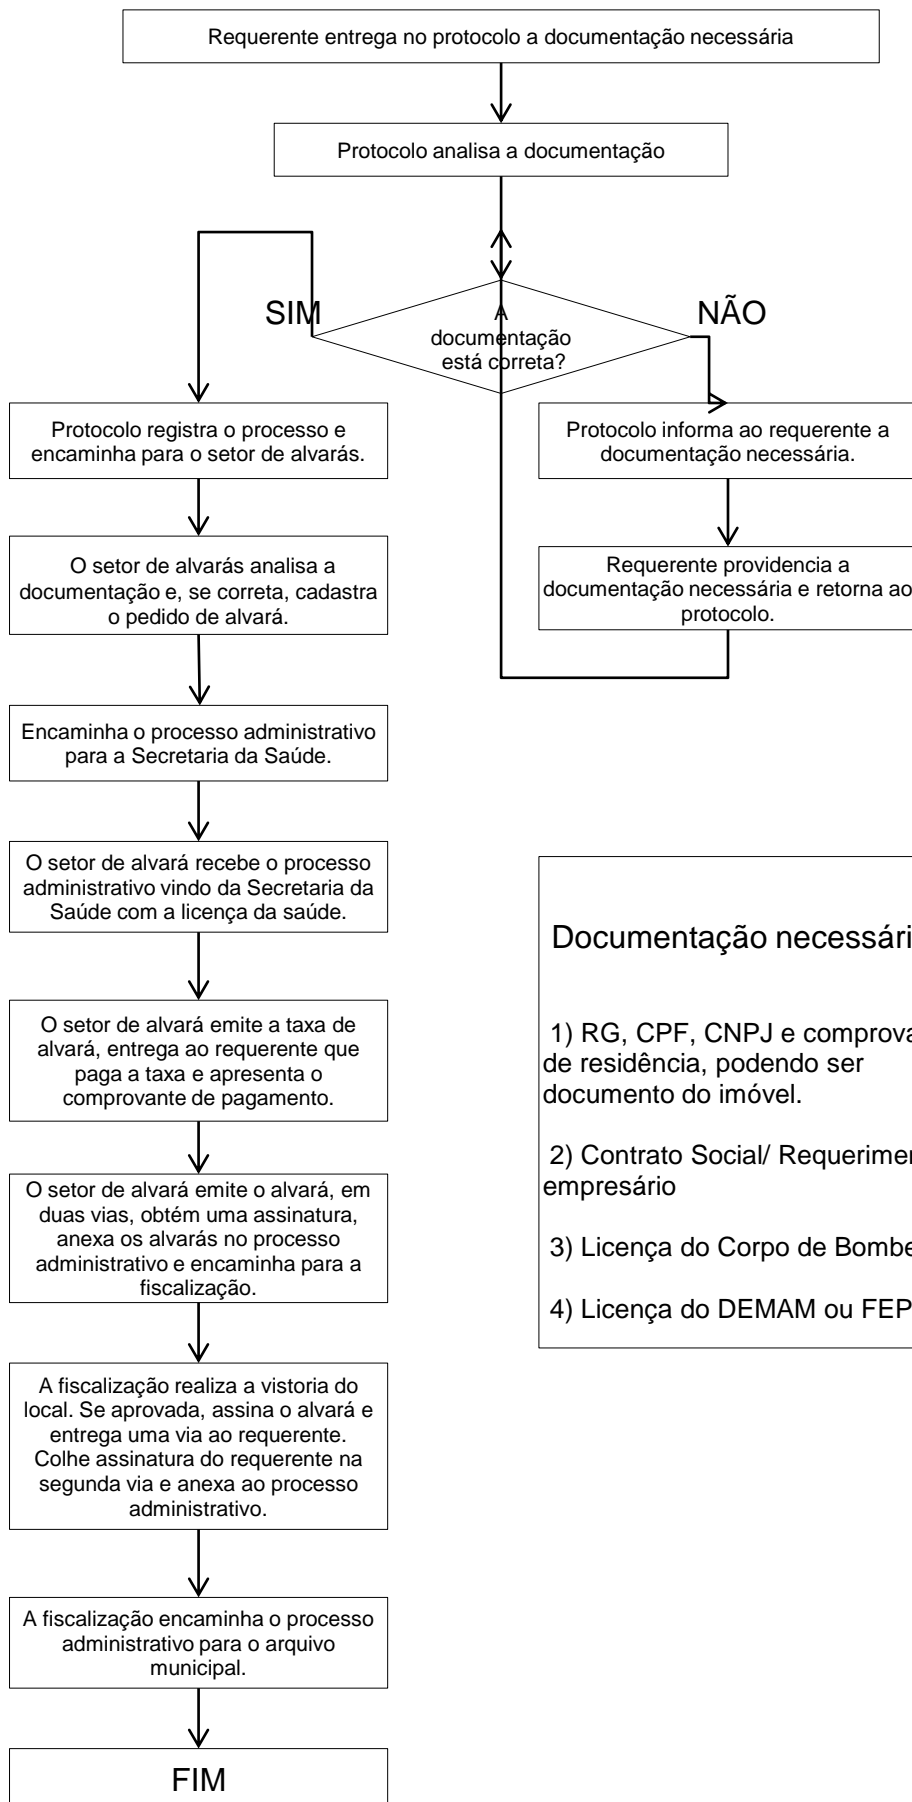 Requerente entrega no protocolo a documentação necessária
Protocolo analisa a documentação
SIM
A
documentação
está correta?
NÃO
Protocolo registra o processo e
encaminha para o setor de alvarás.
Protocolo informa ao requerente a
documentação necessária.
O setor de alvarás analisa a
documentação e, se correta, cadastra
o pedido de alvará.
Requerente providencia a
documentação necessária e retorna ao
protocolo.
Encaminha o processo administrativo
para a Secretaria da Saúde.
O setor de alvará recebe o processo
administrativo vindo da Secretaria da
Saúde com a licença da saúde.
O setor de alvará emite a taxa de
alvará, entrega ao requerente que
paga a taxa e apresenta o
comprovante de pagamento.
O setor de alvará emite o alvará, em
duas vias, obtém uma assinatura,
anexa os alvarás no processo
administrativo e encaminha para a
fiscalização.
A fiscalização realiza a vistoria do
local. Se aprovada, assina o alvará e
entrega uma via ao requerente.
Colhe assinatura do requerente na
segunda via e anexa ao processo
administrativo.
A fiscalização encaminha o processo
administrativo para o arquivo
municipal.
FIM
Documentação
1) RG, CPF, CNPJ e
de residência, podendo ser
documento do imóvel.
2) Contrato Social/
empresário
3) Licença do Corpo de
4) Licença do DEMAM ou